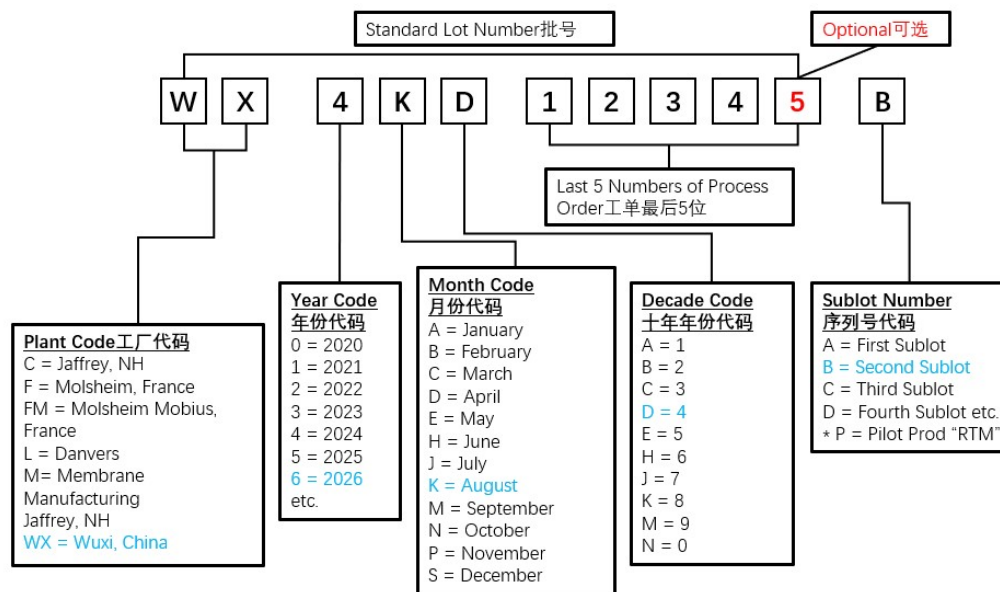 Standard Lot Number批号
Optional可选
W X 4 K D 1 2 3 4 5 B
Last 5 Numbers of Process
Order工单最后5位
Plant Code工厂代码
C = Jaffrey, NH
F = Molsheim, France
FM = Molsheim Mobius,
France
L = Danvers
M= Membrane
Manufacturing
Jaffrey, NH
WX = Wuxi, China
Year Code
年份代码
0 = 2020
1 = 2021
2 = 2022
3 = 2023
4 = 2024
5 = 2025
6 = 2026
etc.
Month Code
月份代码
A = January
B = February
C = March
D = April
E = May
H = June
J = July
K = August
M = September
N = October
P = November
S = December
Decade Code
十年年份代码
A = 1
B = 2
C = 3
D = 4
E = 5
H = 6
J = 7
K = 8
M = 9
N = 0
Sublot Number
序列号代码
A = First Sublot
B = Second Sublot
C = Third Sublot
D = Fourth Sublot etc.
* P = Pilot Prod “RTM”